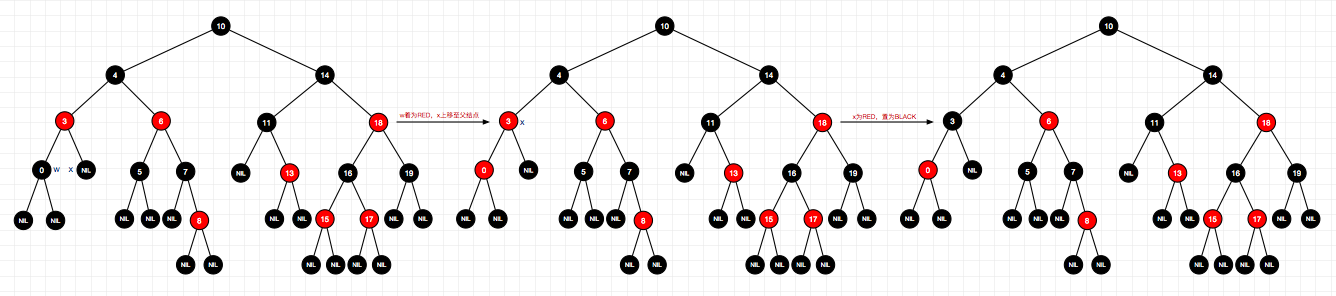 10
4 14
3 6 11 18
0 w x NIL 5 7 NIL 13 16 19
NIL NIL NIL NIL NIL 8 NIL NIL 15 17 NIL NIL
NIL NIL NIL NIL NIL NIL
w着为RED，x上移至父结点
10
4 14
3 x 6 11 18
0 NIL 5 7 NIL 13 16 19
NIL NIL NIL NIL NIL 8 NIL NIL 15 17 NIL NIL
NIL NIL NIL NIL NIL NIL
x为RED，置为BLACK
10
4 14
3 6 11 18
0 NIL 5 7 NIL 13 16 19
NIL NIL NIL NIL NIL 8 NIL NIL 15 17 NIL NIL
NIL NIL NIL NIL NIL NIL